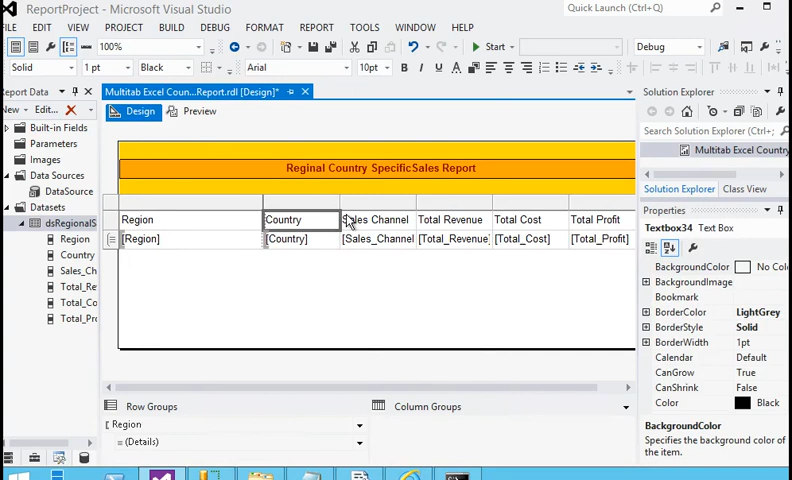 ReportProject - Microsoft Visual Studio
Quick Launch (Ctrl+Q)
FILE EDIT VIEW PROJECT BUILD DEBUG FORMAT REPORT TOOLS WINDOW HELP
100%
Start
Debug
Solid 1 pt Black Arial 10pt B I U A
Report Data
New Edit...
Built-in Fields
Parameters
Images
Data Sources
DataSource
Datasets
dsRegionalS
Region
Country
Sales_Ch
Total_Re
Total_Co
Total_Pro
Multitab Excel Coun...Report.rdl [Design]*
Design Preview
Reginal Country SpecificSales Report
Region Country Sales Channel Total Revenue Total Cost Total Profit
[Region] [Country] [Sales_Channel [Total_Revenue] [Total_Cost] [Total_Profit]
Row Groups Column Groups
Region
(Details)
Solution Explorer
Search Solution Explorer (Ctrl+;)
Multitab Excel Country
Solution Explorer Class View
Properties
Textbox34 Text Box
BackgroundColor No Colo
BackgroundImage
Bookmark
BorderColor LightGrey
BorderStyle Solid
BorderWidth 1pt
Calendar Default
CanGrow True
CanShrink False
Color Black
BackgroundColor
Specifies the background color of
the item.